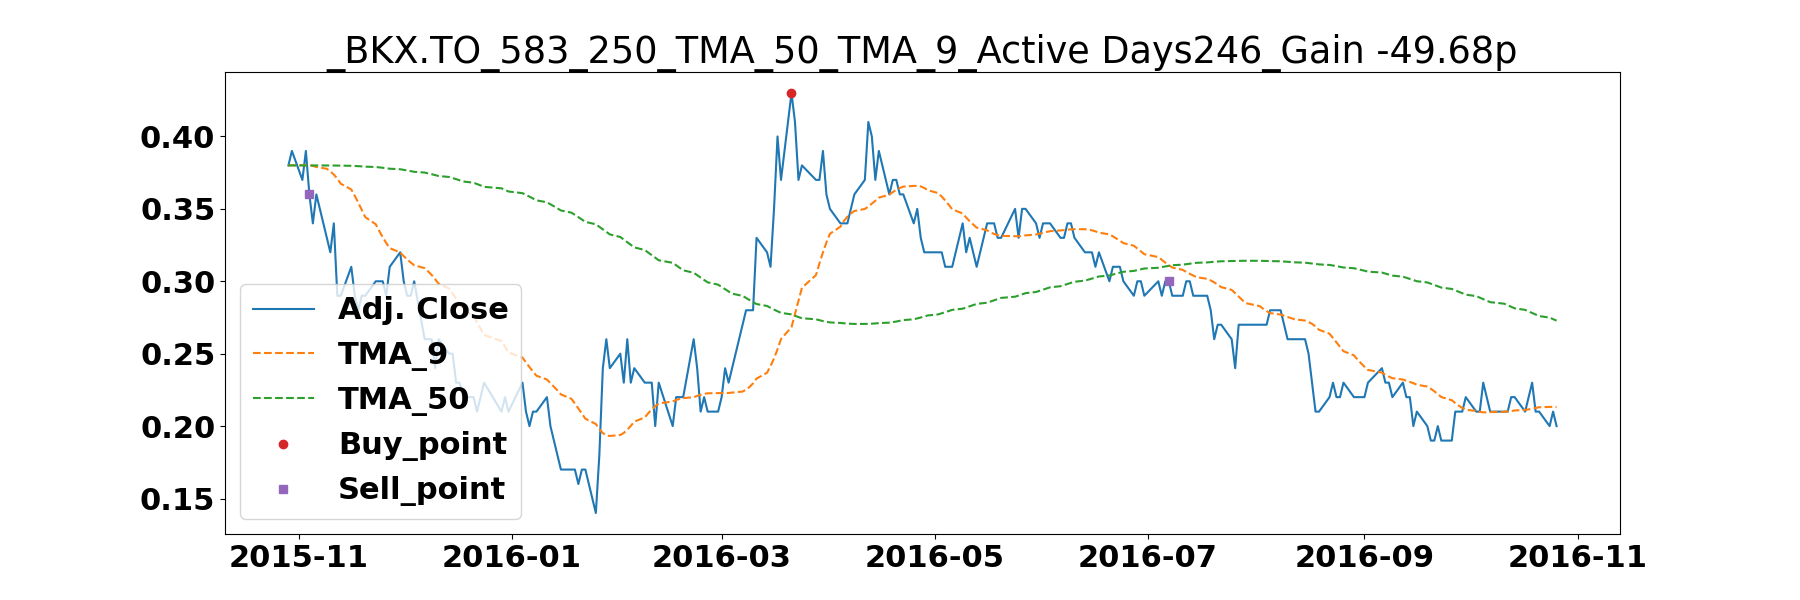 _BKX.TO_583_250_TMA_50_TMA_9_Active Days246_Gain -49.68p
0.40
0.35
0.30
0.25
0.20
0.15
Adj. Close
TMA_9
TMA_50
Buy_point
Sell_point
2015-11 2016-01 2016-03 2016-05 2016-07 2016-09 2016-11